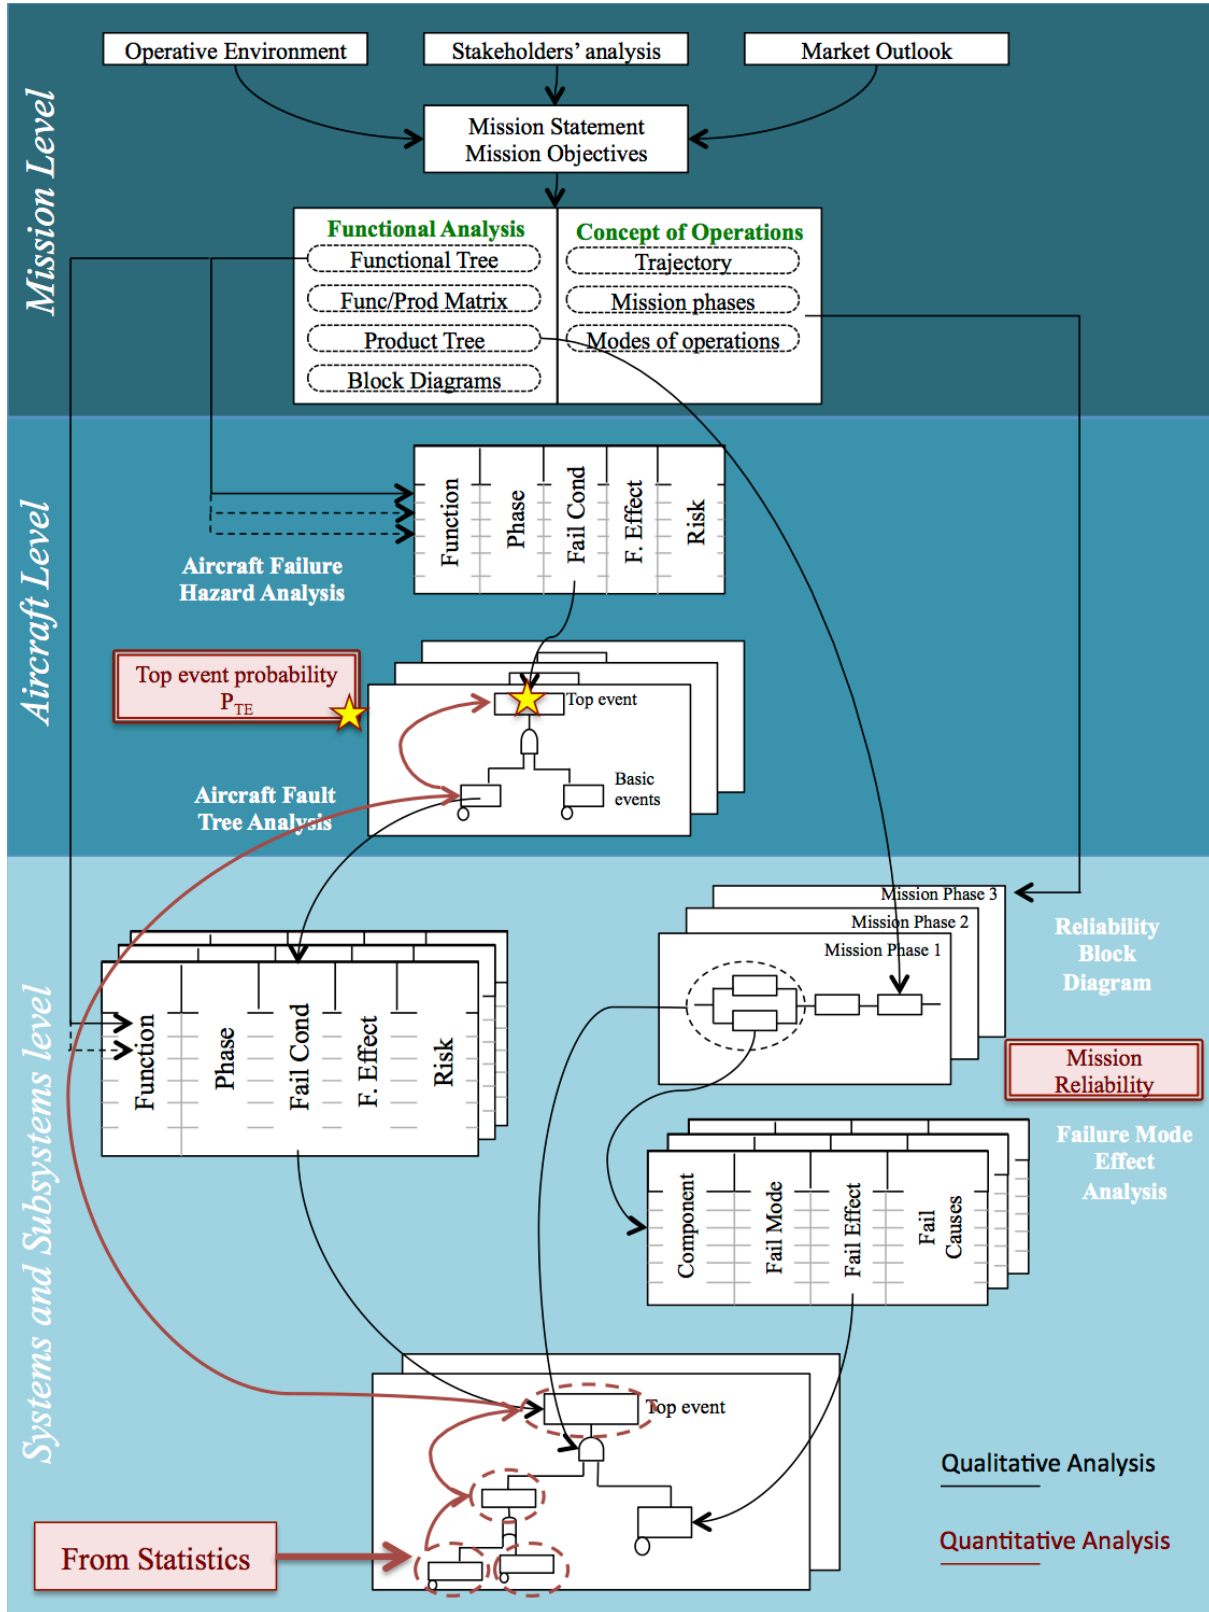 Mission Level
Operative Environment
Stakeholders' analysis
Market Outlook
Mission Statement
Mission Objectives
Functional Analysis
Functional Tree
Func/Prod Matrix
Product Tree
Block Diagrams
Concept of Operations
Trajectory
Mission phases
Modes of operations
Aircraft Level
Function
Phase
Fail Cond
F. Effect
Risk
Aircraft Failure
Hazard Analysis
Top event probability
P_TE
Top event
Basic
events
Aircraft Fault
Tree Analysis
Systems and Subsystems level
Function
Phase
Fail Cond
F. Effect
Risk
Mission Phase 3
Mission Phase 2
Mission Phase 1
Reliability
Block
Diagram
Mission
Reliability
Failure Mode
Effect
Analysis
Component
Fail Mode
Fail Effect
Fail
Causes
Top event
From Statistics
Qualitative Analysis
Quantitative Analysis